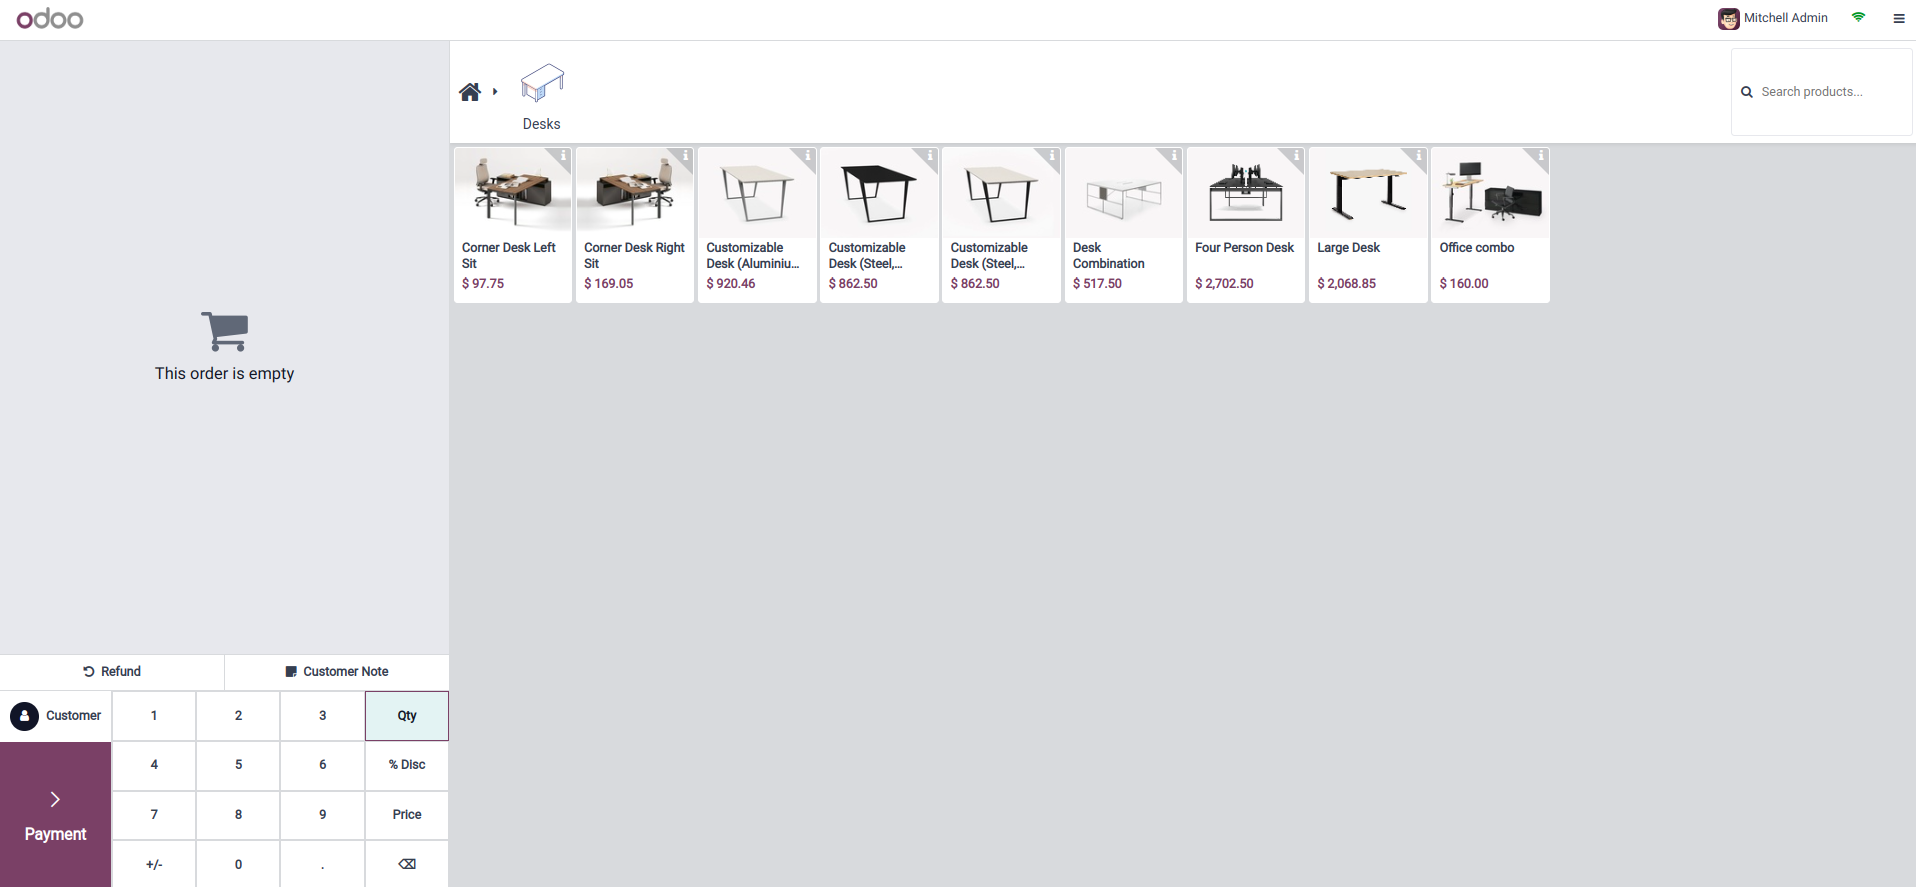 odoo
Mitchell Admin
Desks
Search products...
This order is empty
Corner Desk Left
Sit
$ 97.75
Corner Desk Right
Sit
$ 169.05
Customizable
Desk (Aluminiu...
$ 920.46
Customizable
Desk (Steel,...
$ 862.50
Customizable
Desk (Steel,...
$ 862.50
Desk
Combination
$ 517.50
Four Person Desk
$ 2,702.50
Large Desk
$ 2,068.85
Office combo
$ 160.00
Refund
Customer Note
Customer
1
2
3
Qty
4
5
6
% Disc
7
8
9
Price
+/-
0
.
Payment